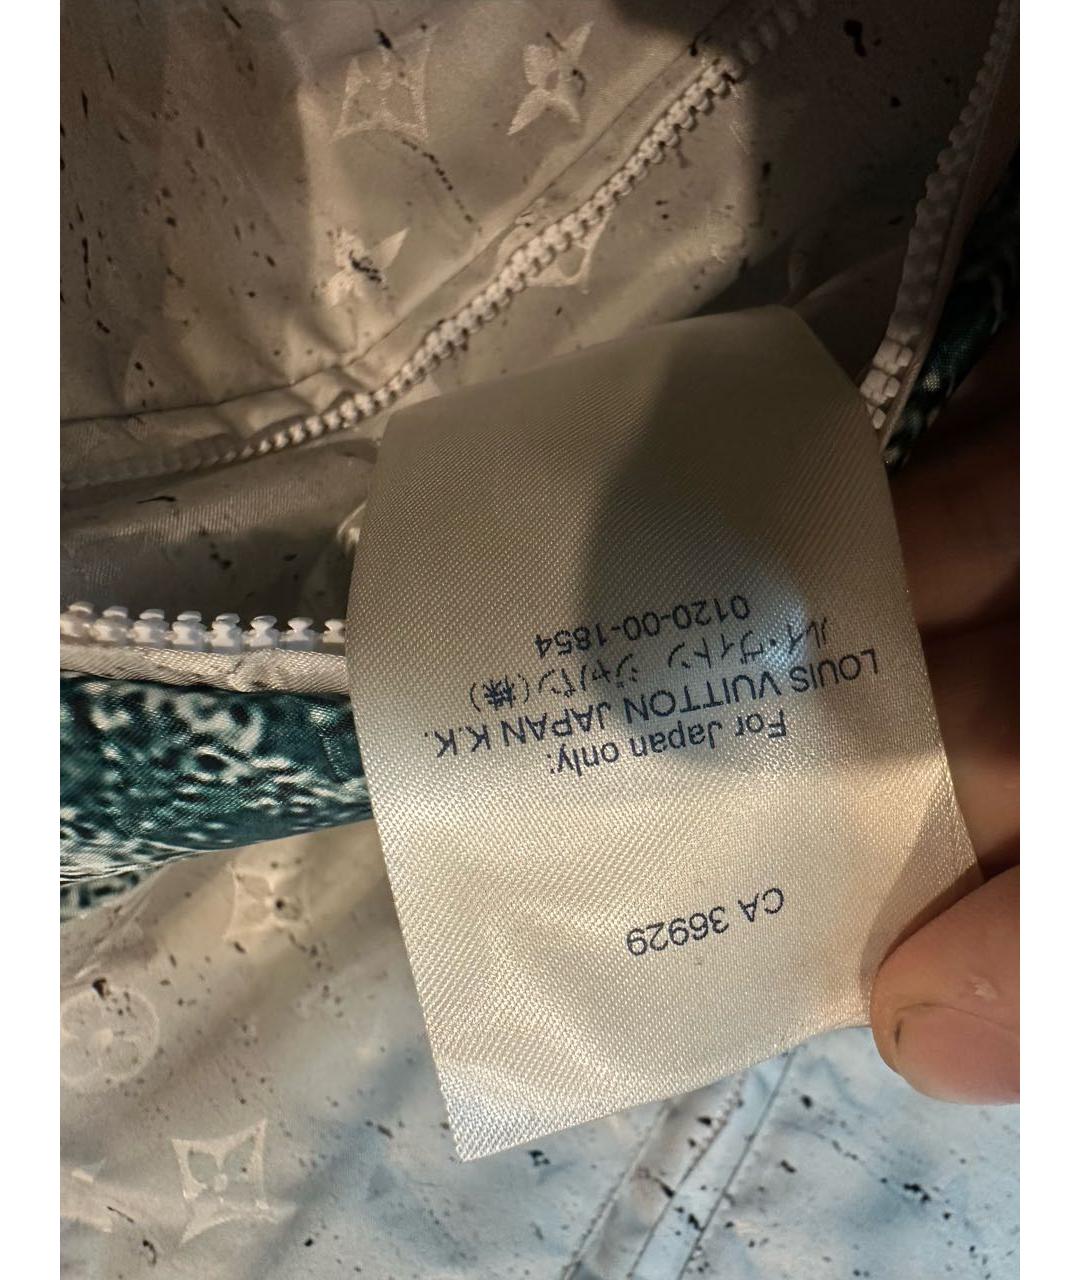 CA 36929
For Japan only:
LOUIS VUITTON JAPAN K.K.
ルイ・ヴィトン ジャパン(株)
0120-00-1854